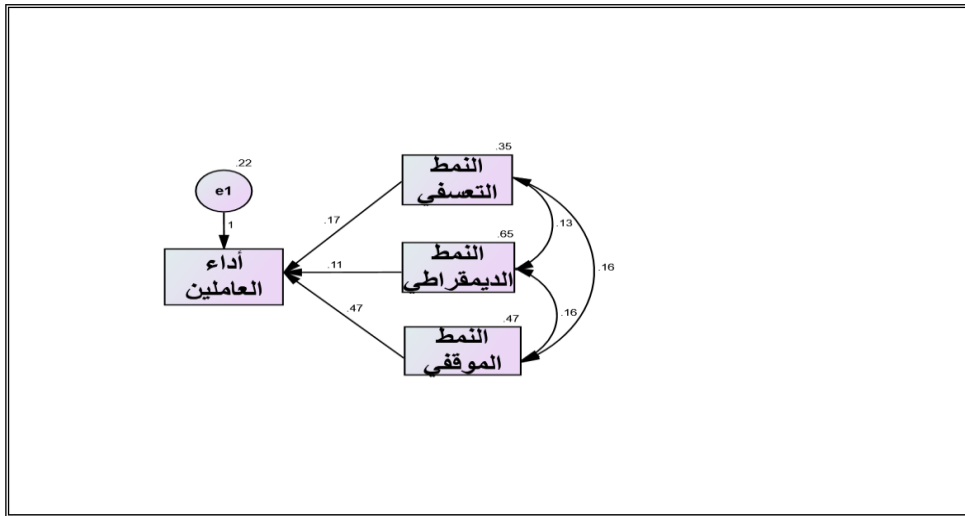 .35
النمط
التعسفي
.22
e1
1
.17
.13
.65
النمط
الديمقراطي
.11
.16
أداء
العاملين
.47
.47
النمط
الموقفي
.16